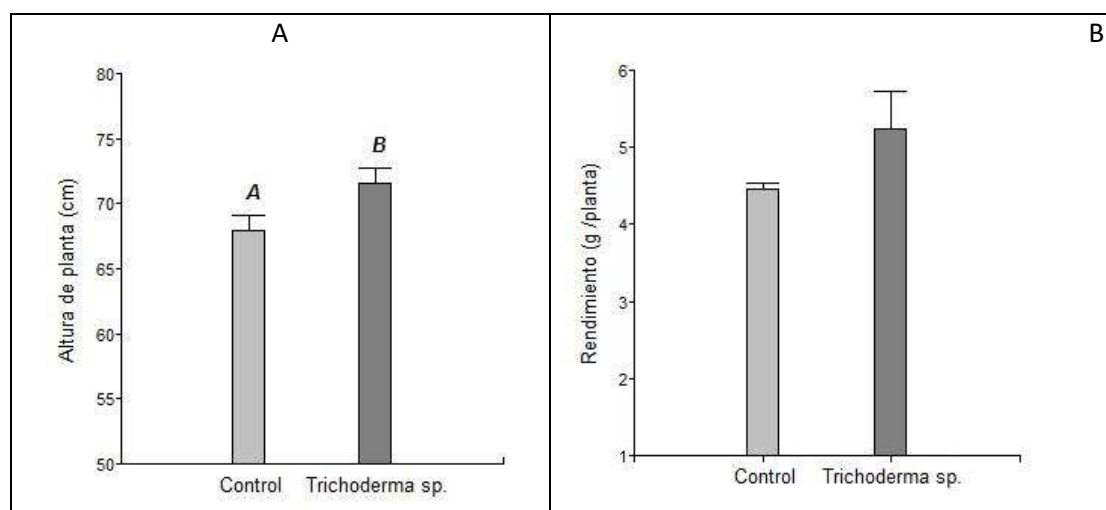 A
80
75
70
65
60
55
50
Altura de planta (cm)
A
B
Control Trichoderma sp.
B
6
5
4
3
2
1
Rendimiento (g /planta)
Control Trichoderma sp.